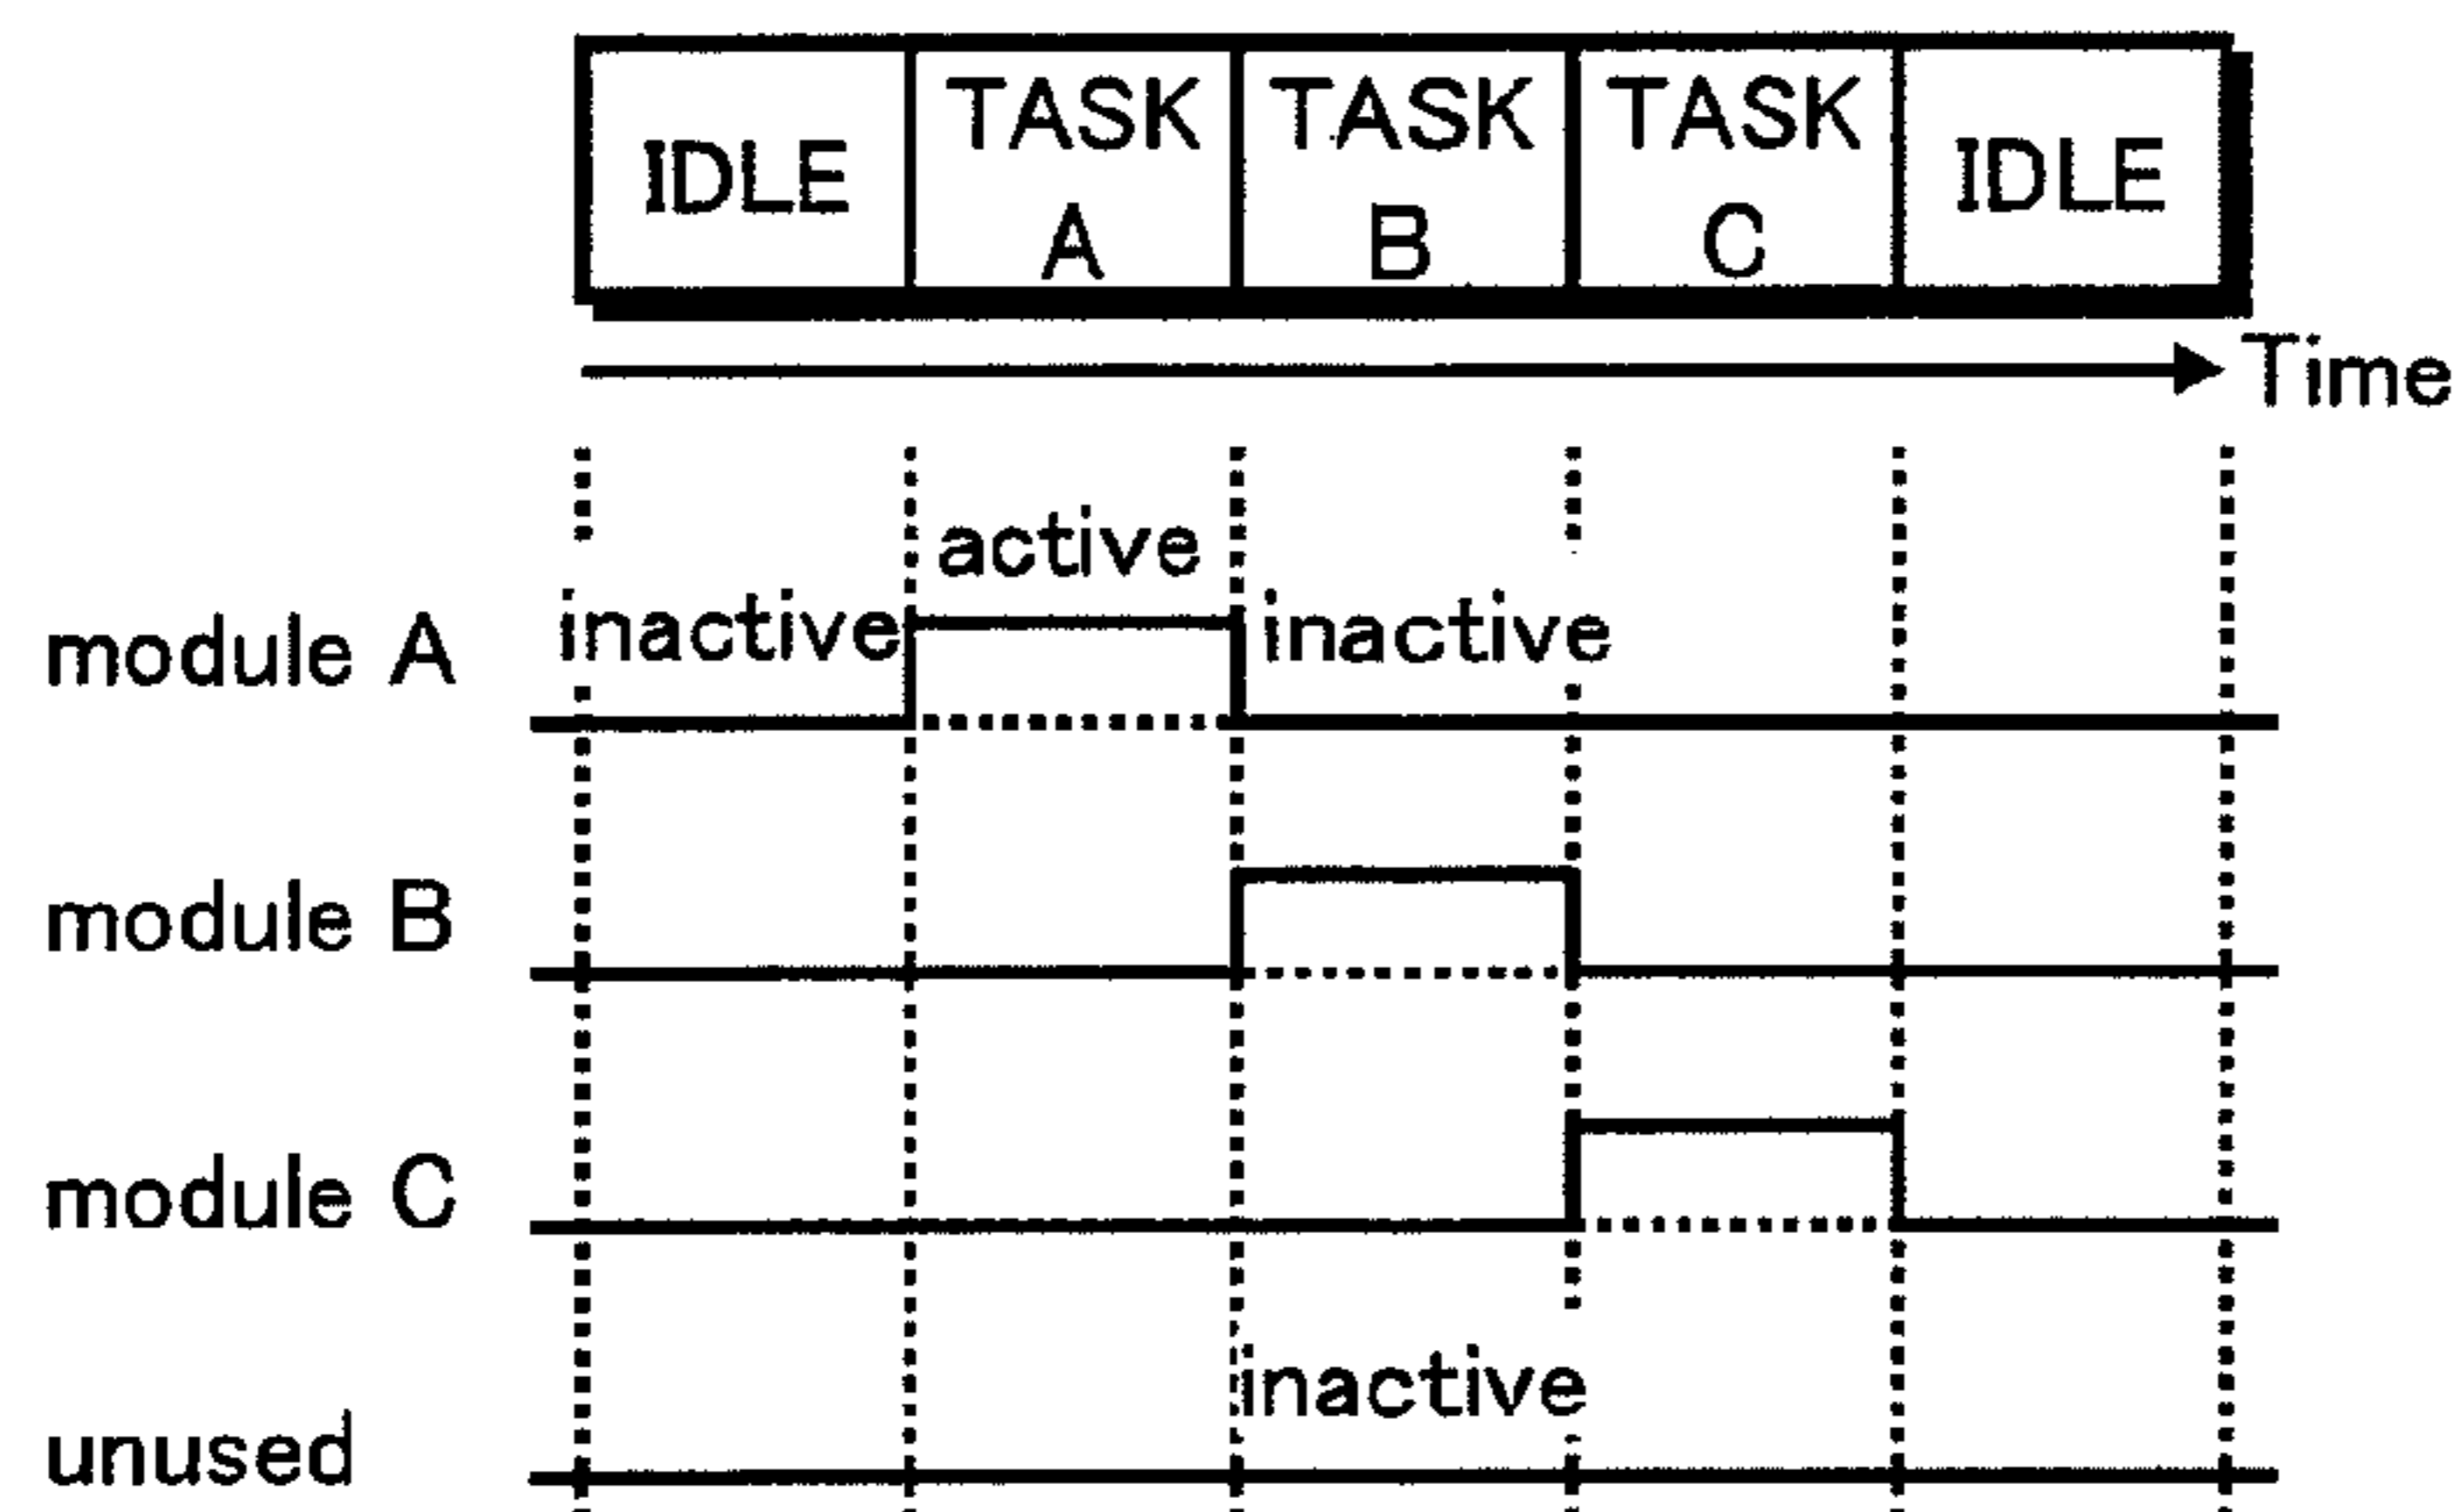 IDLE
TASK A
TASK B
TASK C
IDLE
Time
active
module A
inactive
inactive
module B
module C
inactive
unused